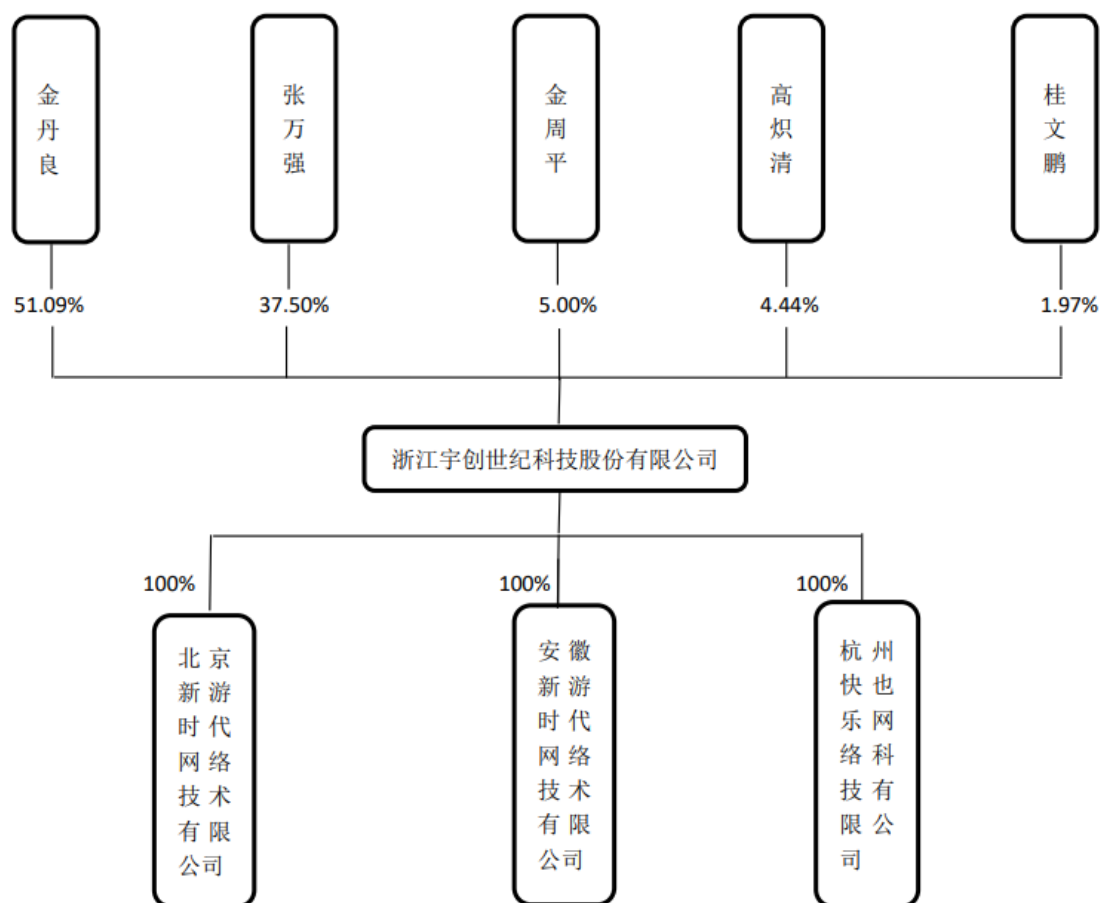 金丹良
张万强
金周平
高炽清
桂文鹏
51.09%
37.50%
5.00%
4.44%
1.97%
浙江宇创世纪科技股份有限公司
100%
100%
100%
北京
新游
时代
网络
技术
有限
公司
安徽
新游
时代
网络
技术
有限
公司
杭州
快也
乐网
络科
技有
限公
司